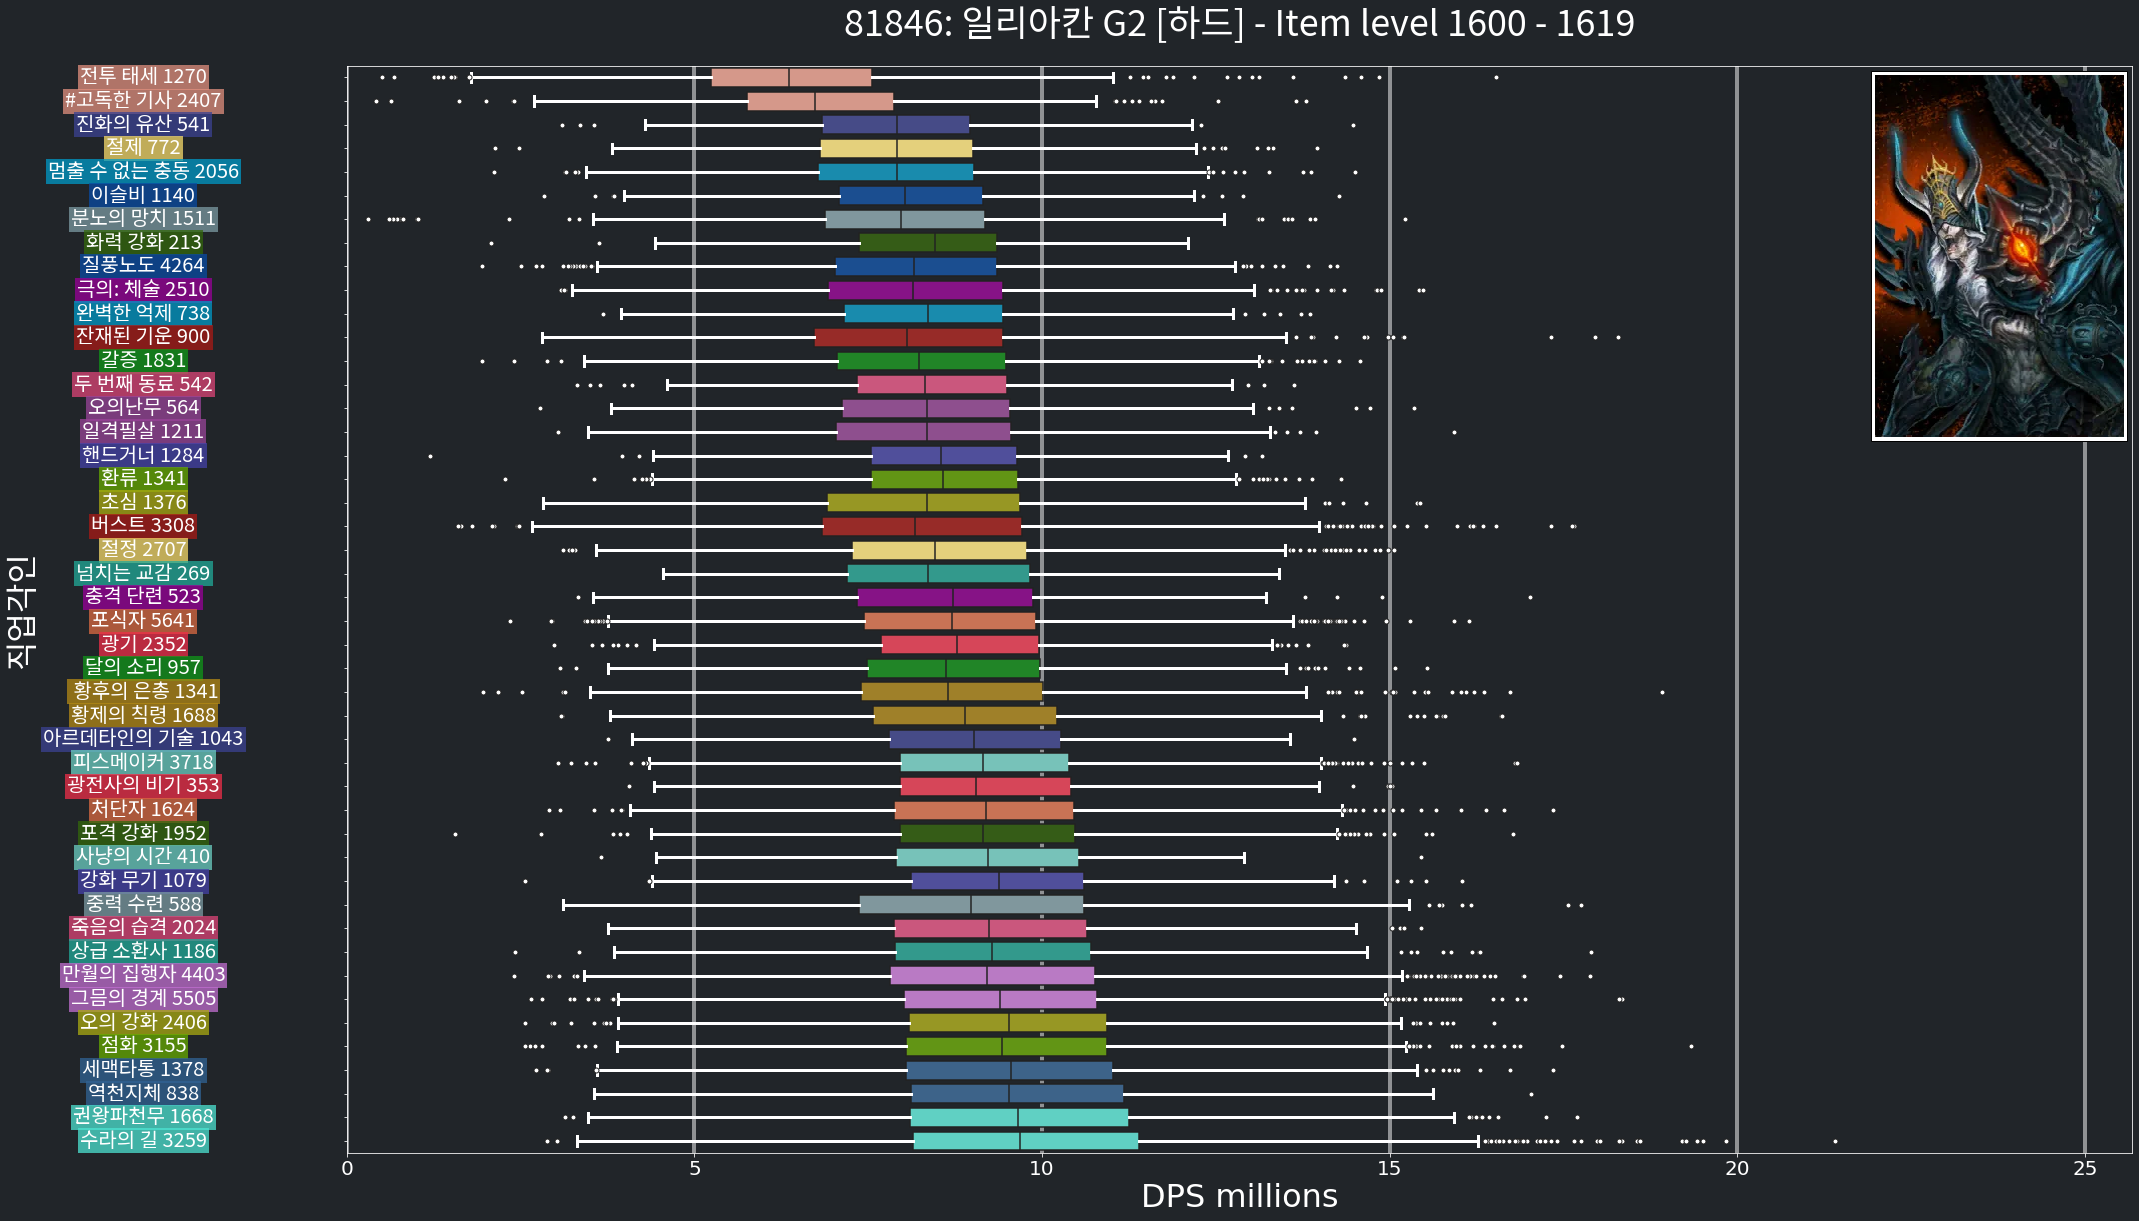 81846: 일리아칸 G2 [하드] - Item level 1600 - 1619
전투 태세 1270
#고독한 기사 2407
진화의 유산 541
절제 772
멈출 수 없는 충동 2056
이슬비 1140
분노의 망치 1511
화력 강화 213
질풍노도 4264
극의: 체술 2510
완벽한 억제 738
잔재된 기운 900
갈증 1831
두 번째 동료 542
오의난무 564
일격필살 1211
핸드거너 1284
환류 1341
초심 1376
버스트 3308
절정 2707
넘치는 교감 269
충격 단련 523
포식자 5641
광기 2352
달의 소리 957
황후의 은총 1341
황제의 칙령 1688
아르데타인의 기술 1043
피스메이커 3718
광전사의 비기 353
처단자 1624
포격 강화 1952
사냥의 시간 410
강화 무기 1079
중력 수련 588
죽음의 습격 2024
상급 소환사 1186
만월의 집행자 4403
그믐의 경계 5505
오의 강화 2406
점화 3155
세맥타통 1378
역천지체 838
권왕파천무 1668
수라의 길 3259
직업각인
0 5 10 15 20 25
DPS millions